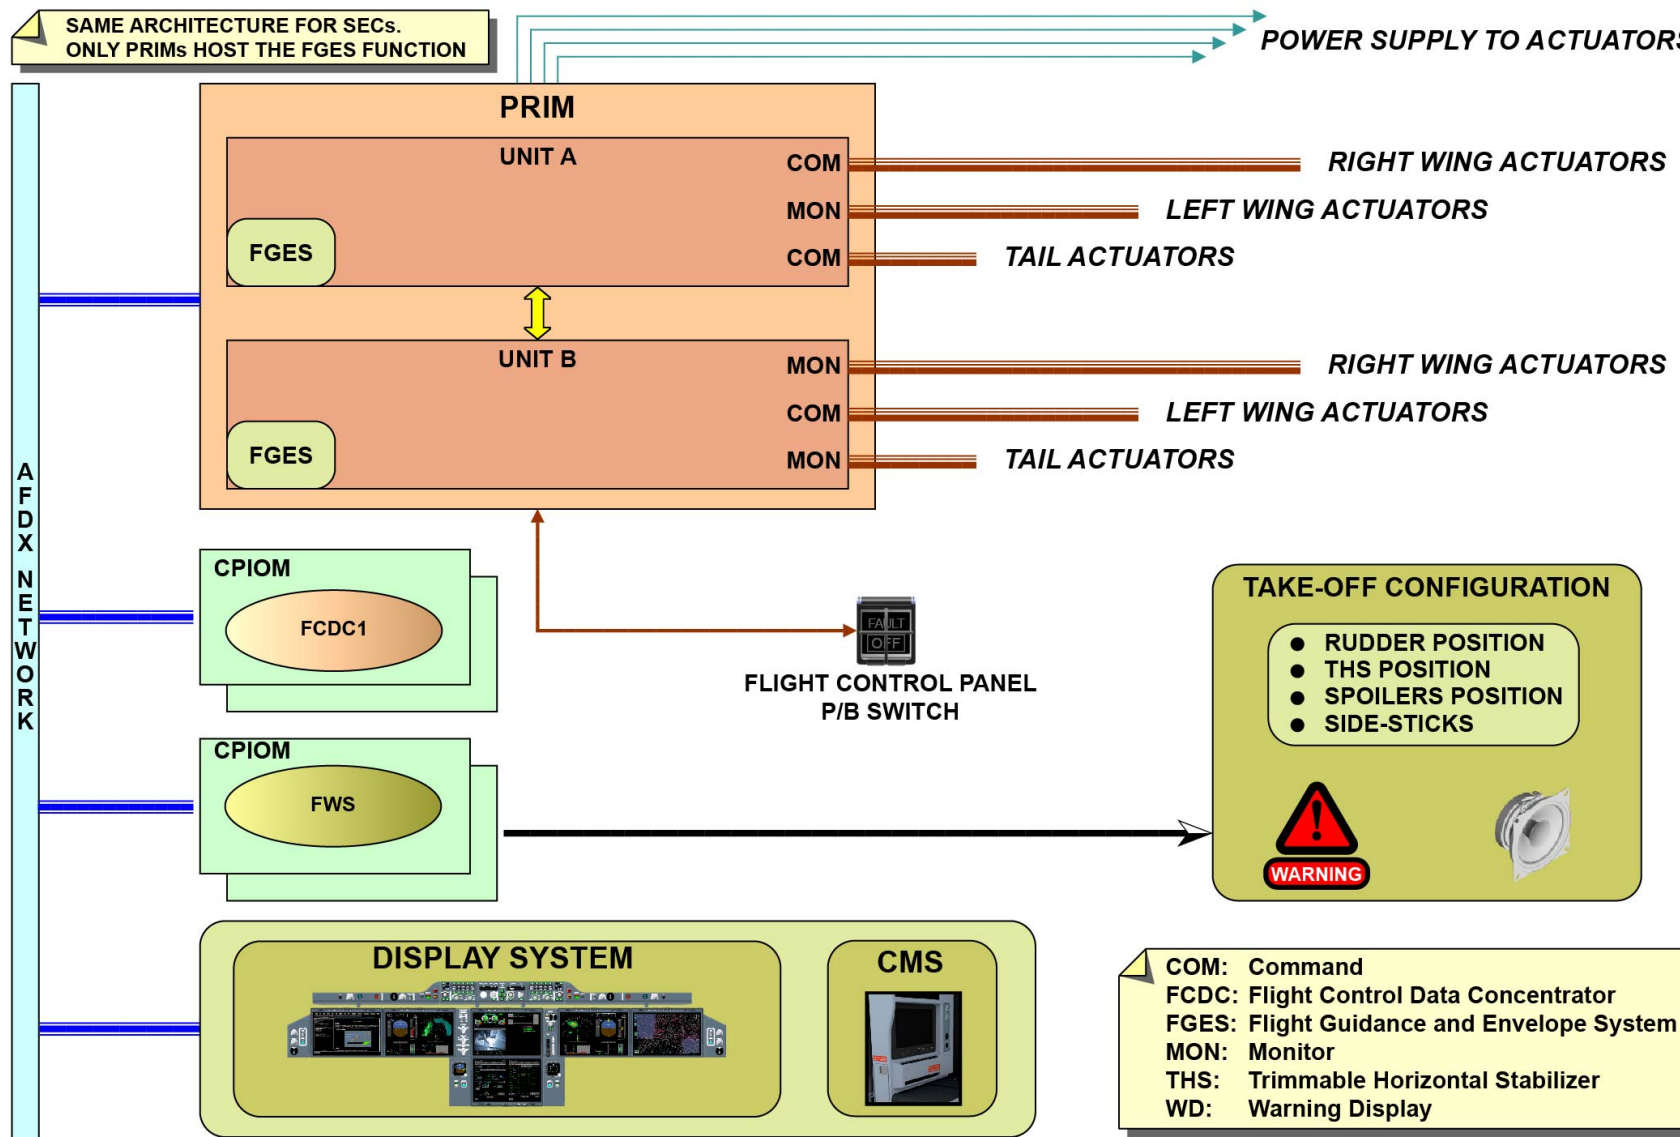 SAME ARCHITECTURE FOR SECs.
ONLY PRIMs HOST THE FGES FUNCTION
POWER SUPPLY TO ACTUATORS
PRIM
UNIT A
COM
RIGHT WING ACTUATORS
MON
LEFT WING ACTUATORS
FGES
COM
TAIL ACTUATORS
UNIT B
MON
RIGHT WING ACTUATORS
COM
LEFT WING ACTUATORS
FGES
MON
TAIL ACTUATORS
AFDX NETWORK
CPIOM
FCDC1
FAULT
OFF
FLIGHT CONTROL PANEL
P/B SWITCH
TAKE-OFF CONFIGURATION
● RUDDER POSITION
● THS POSITION
● SPOILERS POSITION
● SIDE-STICKS
WARNING
CPIOM
FWS
DISPLAY SYSTEM
CMS
COM: Command
FCDC: Flight Control Data Concentrator
FGES: Flight Guidance and Envelope System
MON: Monitor
THS: Trimmable Horizontal Stabilizer
WD: Warning Display